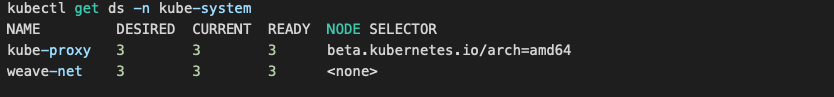 kubectl get ds -n kube-system
NAME DESIRED CURRENT READY NODE SELECTOR
kube-proxy 3 3 3 beta.kubernetes.io/arch=amd64
weave-net 3 3 3 <none>